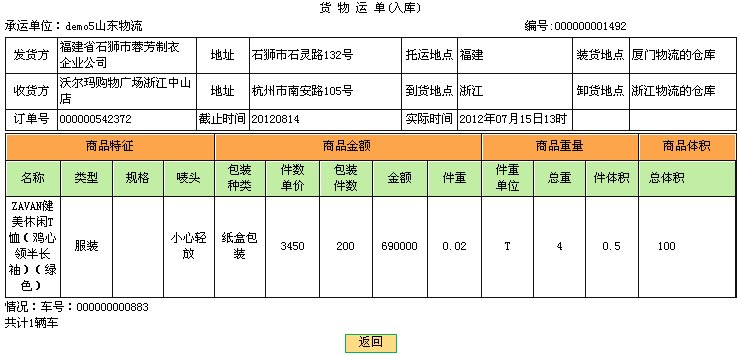 货 物 运 单(入库)
承运单位：demo5山东物流 编号:000000001492
发货方 福建省石狮市蓉芳制衣企业公司 地址 石狮市石灵路132号 托运地点 福建 装货地点 厦门物流的仓库
收货方 沃尔玛购物广场浙江中山店 地址 杭州市南安路105号 到货地点 浙江 卸货地点 浙江物流的仓库
订单号 000000542372 截止时间 20120814 实际时间 2012年07月15日13时
商品特征 商品金额 商品重量 商品体积
名称 类型 规格 唛头 包装种类 件数单价 包装件数 金额 件重 件重单位 总重 件体积 总体积
ZAVAN健美休闲T恤(鸡心领半长袖)(绿色) 服装 小心轻放 纸盒包装 3450 200 690000 0.02 T 4 0.5 100
情况：车号：000000000883
共计1辆车
返回